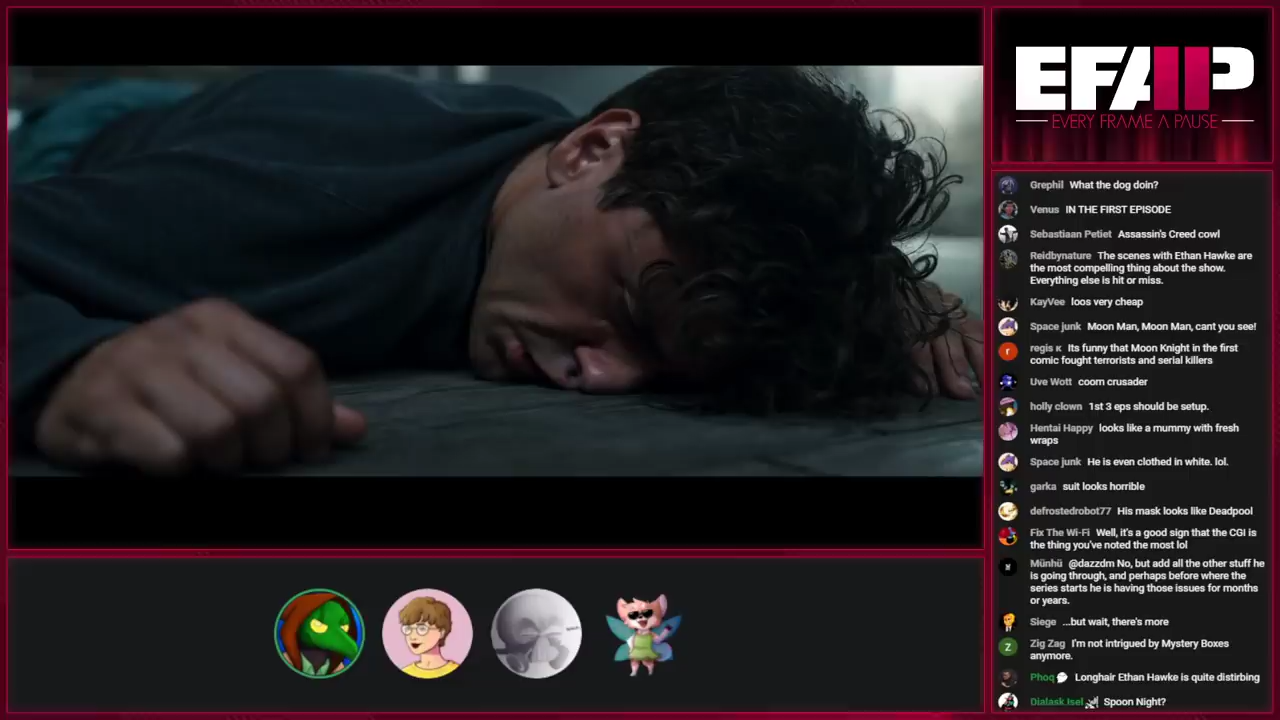 EFAP
EVERY FRAME A PAUSE
Grephil What the dog doin?
Venus IN THE FIRST EPISODE
Sebastiaan Petiet Assassin's Creed cowl
Reidbynature The scenes with Ethan Hawke are
the most compelling thing about the show.
Everything else is hit or miss.
KayVee loos very cheap
Space junk Moon Man, Moon Man, cant you see!
regis к Its funny that Moon Knight in the first
comic fought terrorists and serial killers
Uve Wott coom crusader
holly clown 1st 3 eps should be setup.
Hentai Happy looks like a mummy with fresh
wraps
Space junk He is even clothed in white. lol.
garka suit looks horrible
defrostedrobot77 His mask looks like Deadpool
Fix The Wi-Fi Well, it's a good sign that the CGI is
the thing you've noted the most lol
Münhü @dazzdm No, but add all the other stuff he
is going through, and perhaps before where the
series starts he is having those issues for months
or years.
Siege ...but wait, there's more
Z Zig Zag I'm not intrigued by Mystery Boxes
anymore.
Phoq Longhair Ethan Hawke is quite distirbing
Dialask Isel Spoon Night?